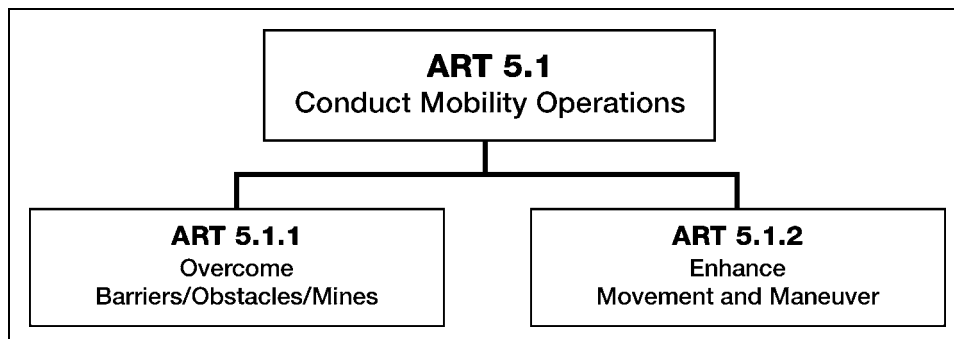 ART 5.1
Conduct Mobility Operations
ART 5.1.1
Overcome
Barriers/Obstacles/Mines
ART 5.1.2
Enhance
Movement and Maneuver